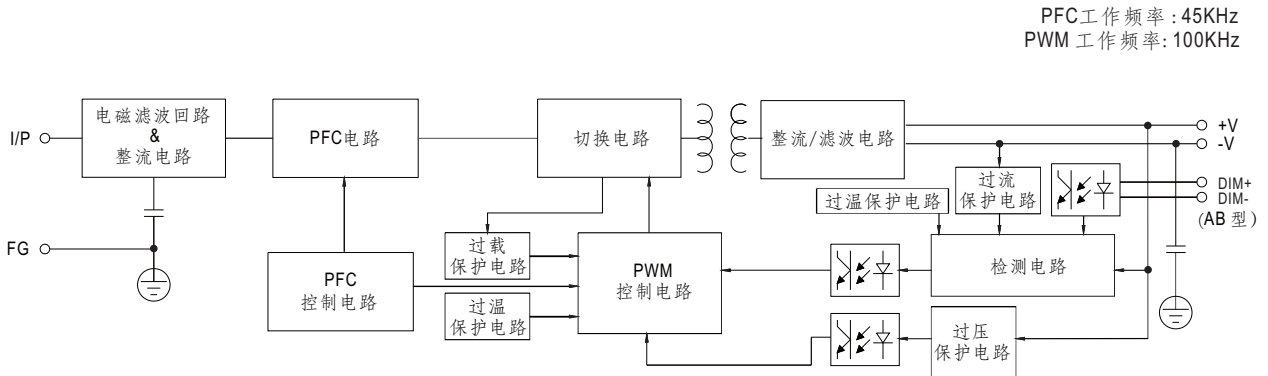 PFC工作频率 : 45KHz
PWM 工作频率: 100KHz
I/P
电磁滤波回路
&
整流电路
PFC电路
切换电路
整流/滤波电路
+V
-V
DIM+
DIM-
(AB 型)
过温保护电路
过流
保护电路
FG
过载
保护电路
PFC
控制电路
过温
保护电路
PWM
控制电路
检测电路
过压
保护电路